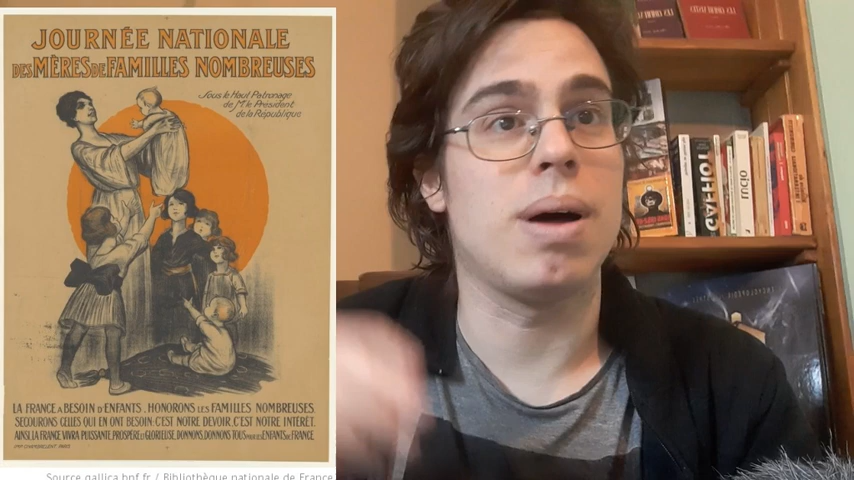 JOURNÉE NATIONALE
DES MÈRES DE FAMILLES NOMBREUSES
Sous le Haut Patronage
de Mr. le Président
de la République
LA FRANCE A BESOIN D'ENFANTS. HONORONS LES FAMILLES NOMBREUSES.
SECOURONS CELLES QUI EN ONT BESOIN: C'EST NOTRE DEVOIR, C'EST NOTRE INTÉRÊT.
AINSI LA FRANCE VIVRA PUISSANTE, PROSPÈRE ET GLORIEUSE. DONNONS, DONNONS TOUS POUR LES ENFANTS DE FRANCE
Source gallica.bnf.fr / Bibliothèque nationale de France